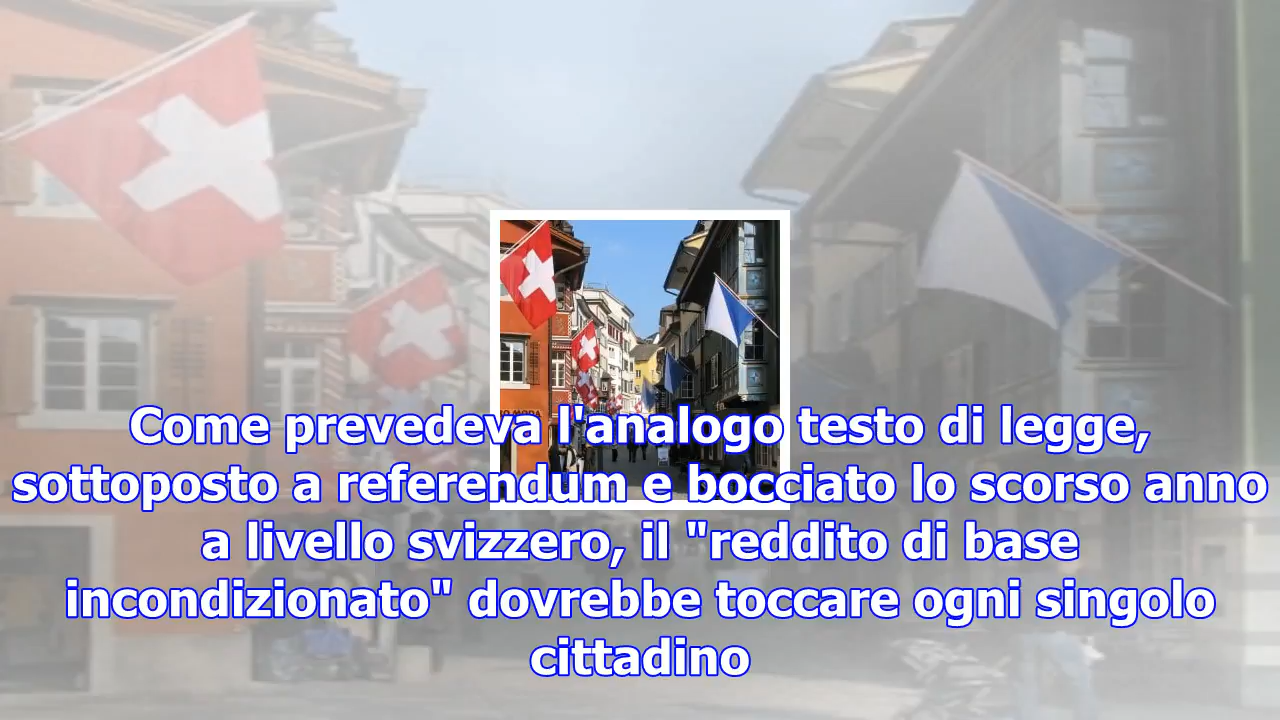 MODA
Come prevedeva l'analogo testo di legge,
sottoposto a referendum e bocciato lo scorso anno
a livello svizzero, il "reddito di base
incondizionato" dovrebbe toccare ogni singolo
cittadino